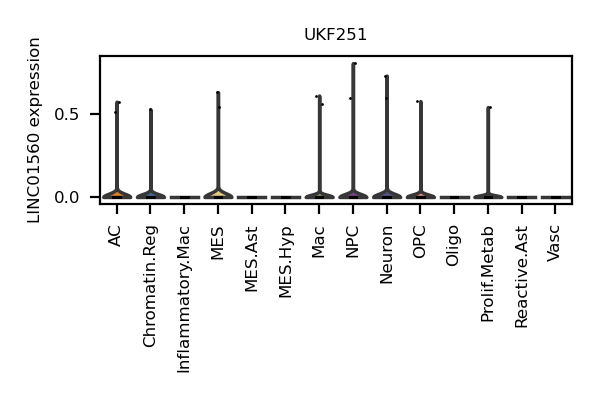 UKF251
LINC01560 expression
0.5
0.0
AC
Chromatin.Reg
Inflammatory.Mac
MES
MES.Ast
MES.Hyp
Mac
NPC
Neuron
OPC
Oligo
Prolif.Metab
Reactive.Ast
Vasc